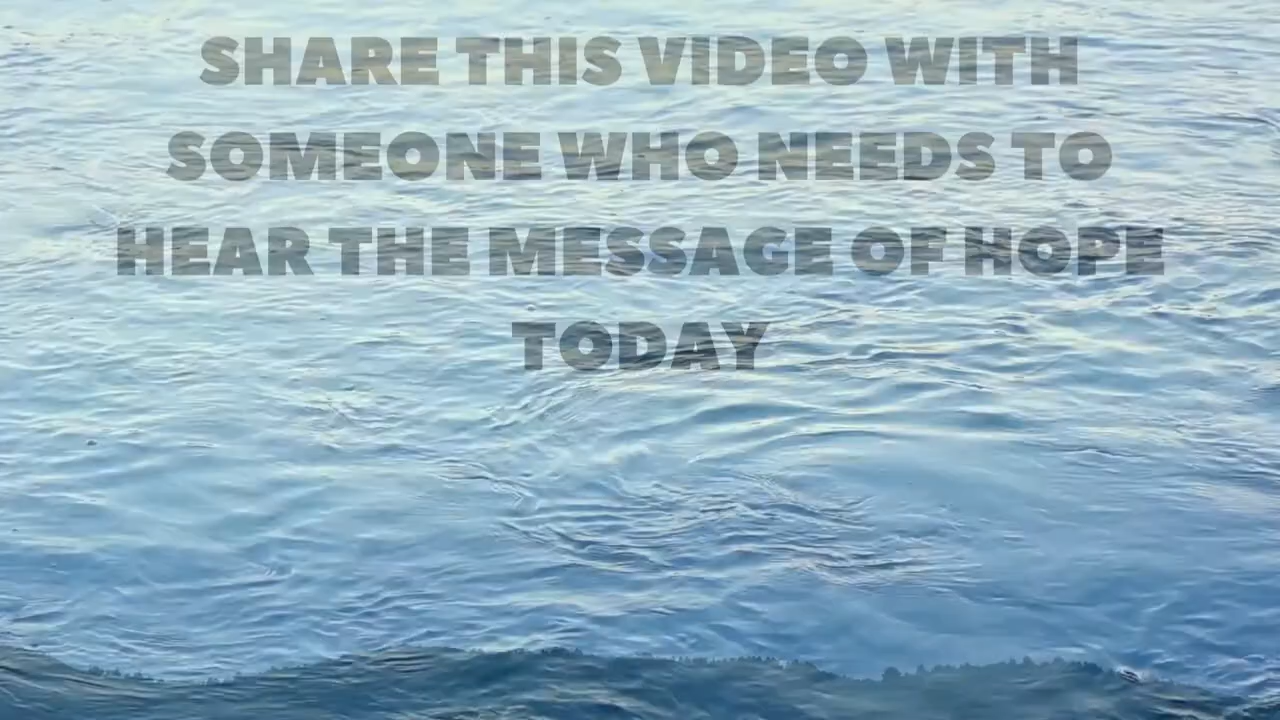 SHARE THIS VIDEO WITH
SOMEONE WHO NEEDS TO
HEAR THE MESSAGE OF HOPE
TODAY